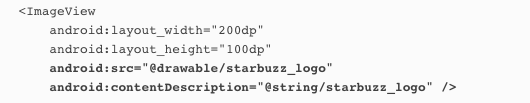 <ImageView
    android:layout_width="200dp"
    android:layout_height="100dp"
    android:src="@drawable/starbuzz_logo"
    android:contentDescription="@string/starbuzz_logo" />